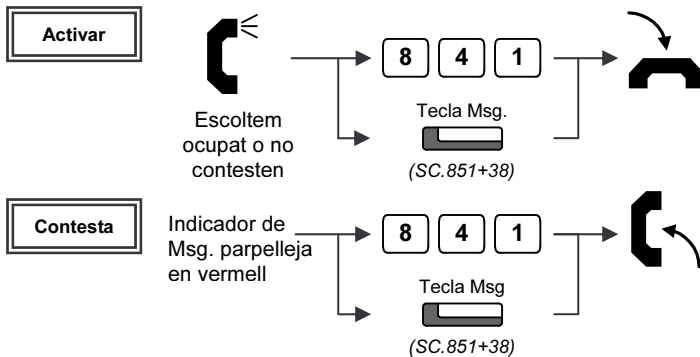 Activar
8 4 1
Escoltem
ocupat o no
contesten
Tecla Msg.
(SC.851+38)
Contesta
Indicador de
Msg. parpelleja
en vermell
8 4 1
Tecla Msg
(SC.851+38)